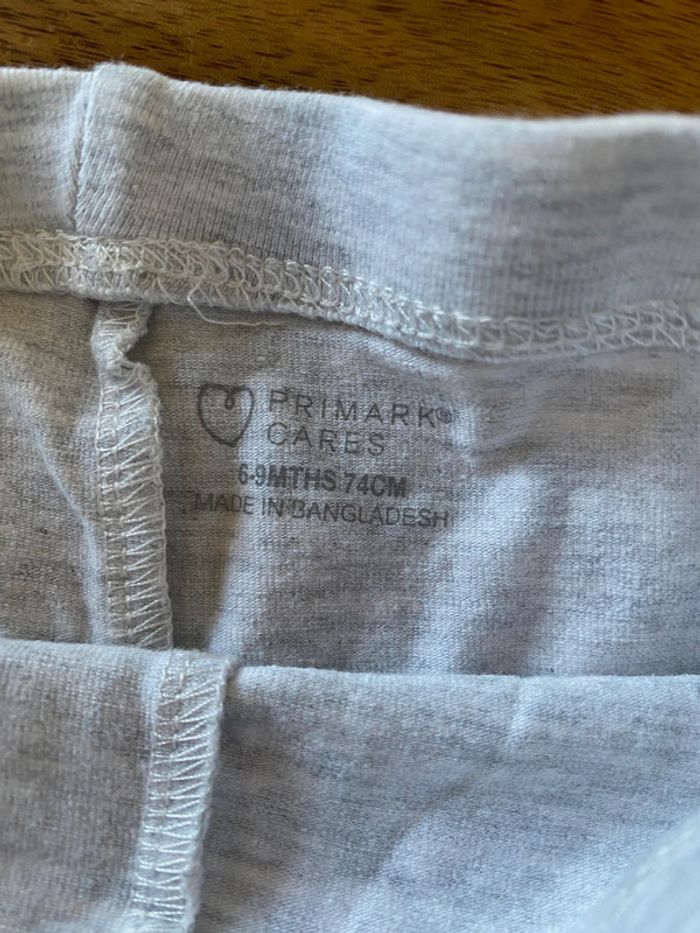 PRIMARK®
CARES
6-9MTHS 74CM
MADE IN BANGLADESH